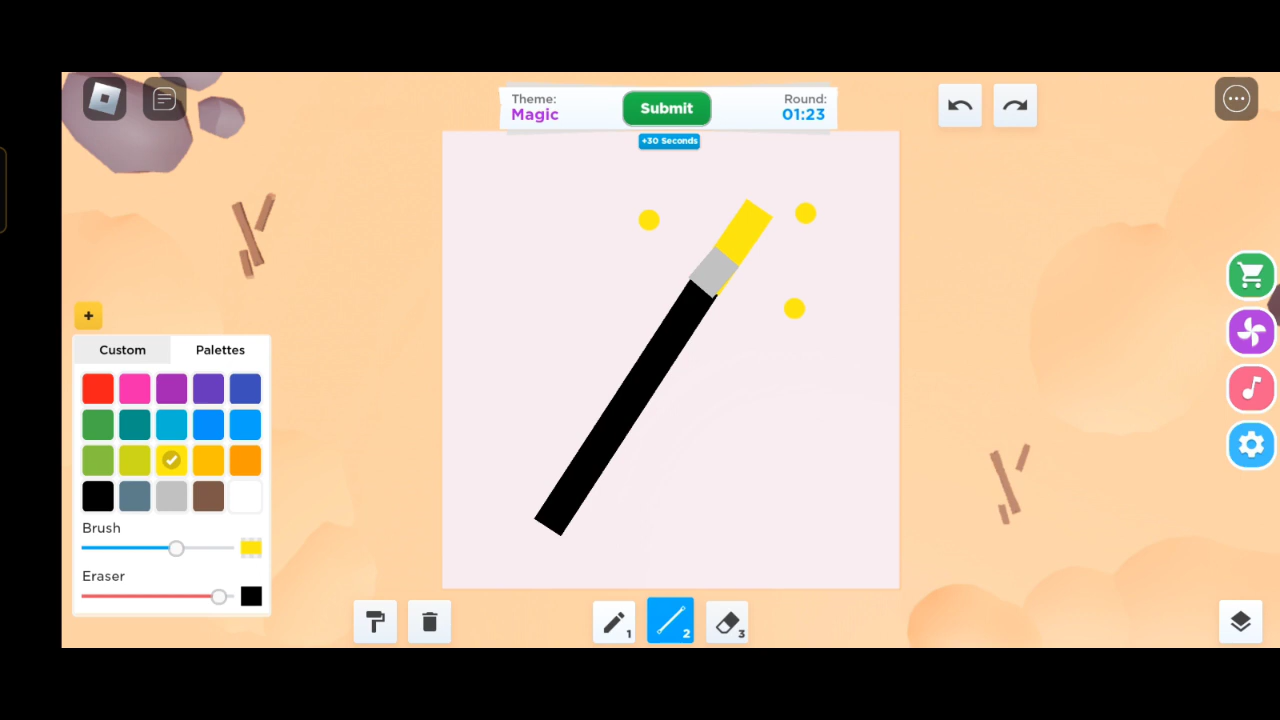 Theme:
Magic
Submit
Round:
01:23
+30 Seconds
+
Custom
Palettes
Brush
Eraser
1
2
3